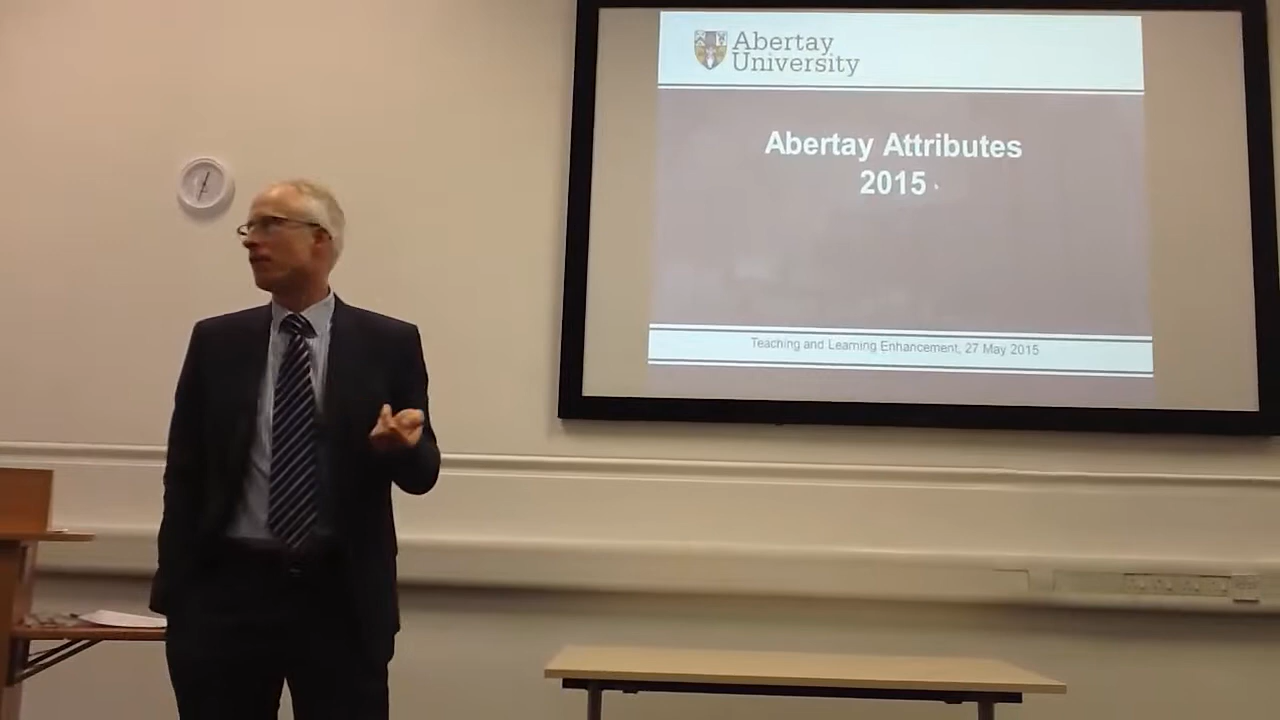 Abertay
University
Abertay Attributes
2015
Teaching and Learning Enhancement, 27 May 2015